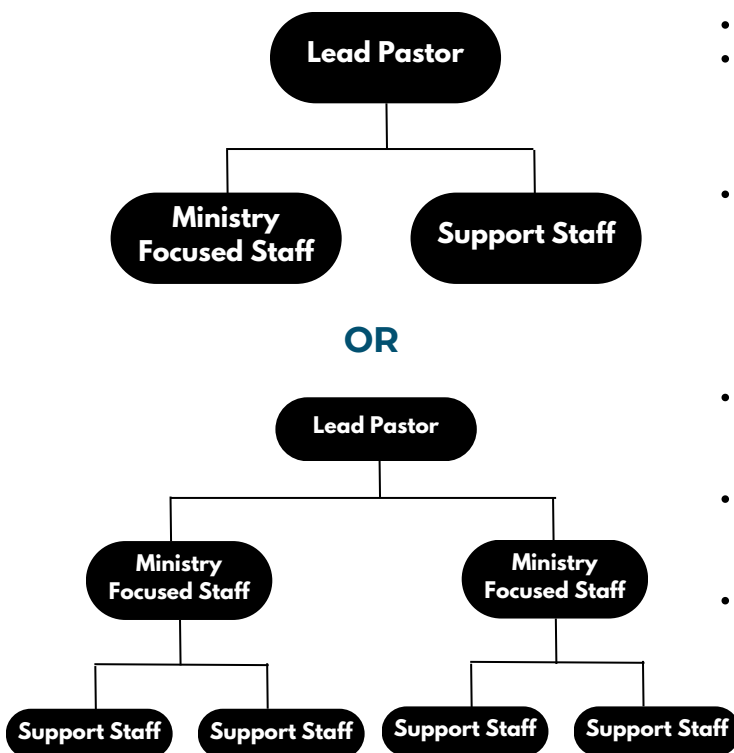 Lead Pastor
Ministry
Focused Staff
Support Staff
OR
Lead Pastor
Ministry
Focused Staff
Ministry
Focused Staff
Support Staff
Support Staff
Support Staff
Support Staff